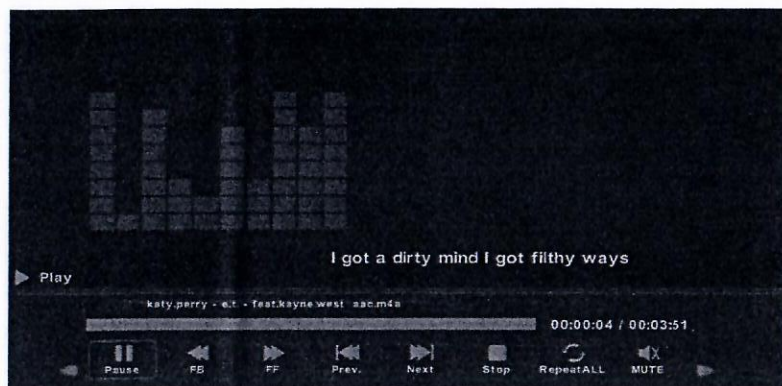 I got a dirty mind I got filthy ways
Play
katy.perry - e.t. - feat.kayne.west aac.m4a
00:00:04 / 00:03:51
Pause FB FF Prev. Next Stop RepeatALL MUTE